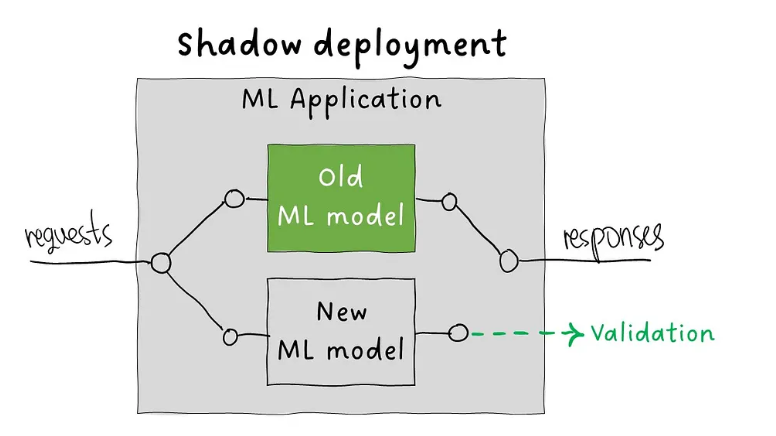 Shadow deployment
ML Application
Old
ML model
requests
responses
New
ML model
Validation